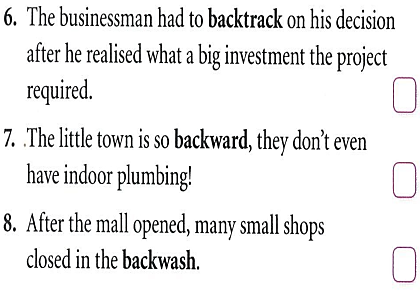 6. The businessman had to backtrack on his decision
after he realised what a big investment the project
required.
7. .The little town is so backward, they don't even
have indoor plumbing!
8. After the mall opened, many small shops
closed in the backwash.